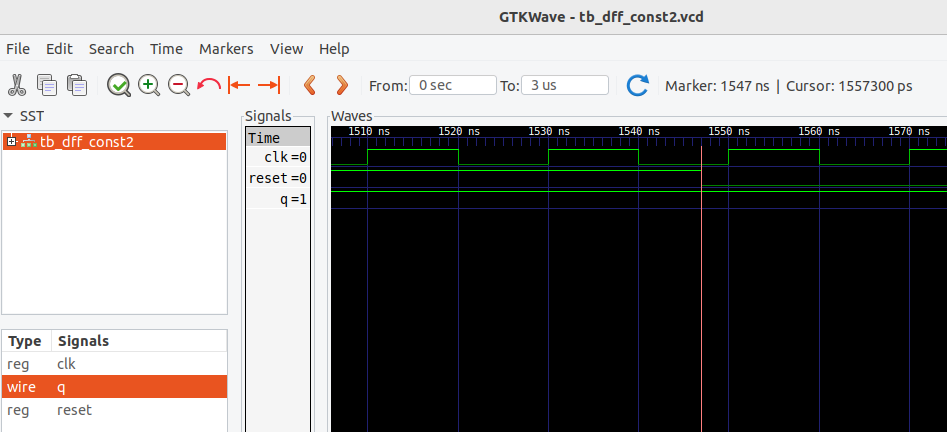 GTKWave - tb_dff_const2.vcd
File Edit Search Time Markers View Help
From: 0 sec To: 3 us Marker: 1547 ns | Cursor: 1557300 ps
SST
tb_dff_const2
Type Signals
reg clk
wire q
reg reset
Signals
Time
clk=0
reset=0
q=1
Waves
1510 ns 1520 ns 1530 ns 1540 ns 1550 ns 1560 ns 1570 ns